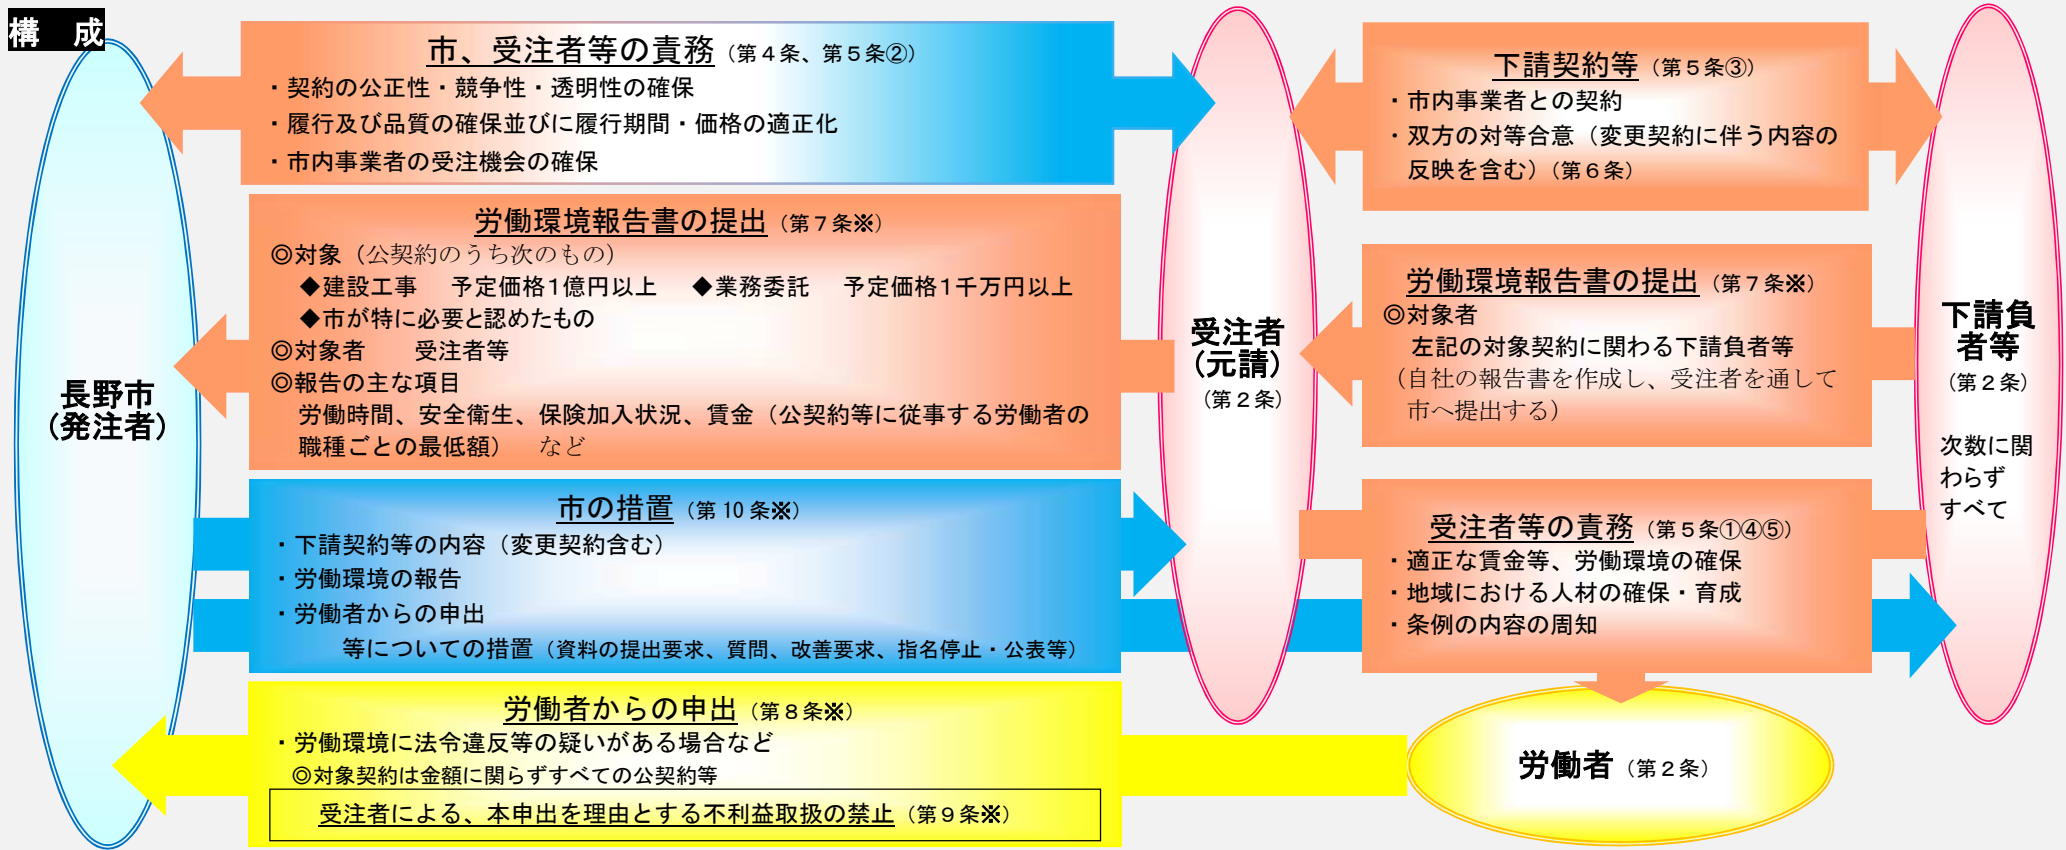 構　成
長野市
（発注者）
市、受注者等の責務（第４条、第５条②）
・契約の公正性・競争性・透明性の確保
・履行及び品質の確保並びに履行期間・価格の適正化
・市内事業者の受注機会の確保
労働環境報告書の提出（第７条※）
◎対象（公契約のうち次のもの）
◆建設工事　予定価格1億円以上　◆業務委託　予定価格1千万円以上
◆市が特に必要と認めたもの
◎対象者　　受注者等
◎報告の主な項目
労働時間、安全衛生、保険加入状況、賃金（公契約等に従事する労働者の
職種ごとの最低額）　など
市の措置（第 10 条※）
・下請契約等の内容（変更契約含む）
・労働環境の報告
・労働者からの申出
等についての措置（資料の提出要求、質問、改善要求、指名停止・公表等）
労働者からの申出（第８条※）
・労働環境に法令違反等の疑いがある場合など
◎対象契約は金額に関らずすべての公契約等
受注者による、本申出を理由とする不利益取扱の禁止（第９条※）
受注者
（元請）
（第２条）
下請契約等（第５条③）
・市内事業者との契約
・双方の対等合意（変更契約に伴う内容の
反映を含む）（第６条）
労働環境報告書の提出（第７条※）
◎対象者
左記の対象契約に関わる下請負者等
（自社の報告書を作成し、受注者を通して
市へ提出する）
受注者等の責務（第５条①④⑤）
・適正な賃金等、労働環境の確保
・地域における人材の確保・育成
・条例の内容の周知
労働者（第２条）
下請負
者等
（第２条）
次数に関
わらず
すべて